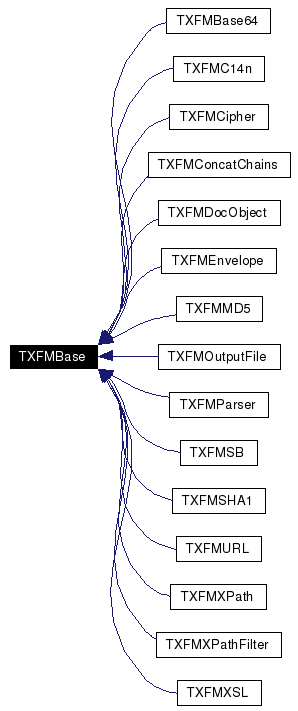 TXFMBase64
TXFMC14n
TXFMCipher
TXFMConcatChains
TXFMDocObject
TXFMEnvelope
TXFMMD5
TXFMBase
TXFMOutputFile
TXFMParser
TXFMSB
TXFMSHA1
TXFMURL
TXFMXPath
TXFMXPathFilter
TXFMXSL